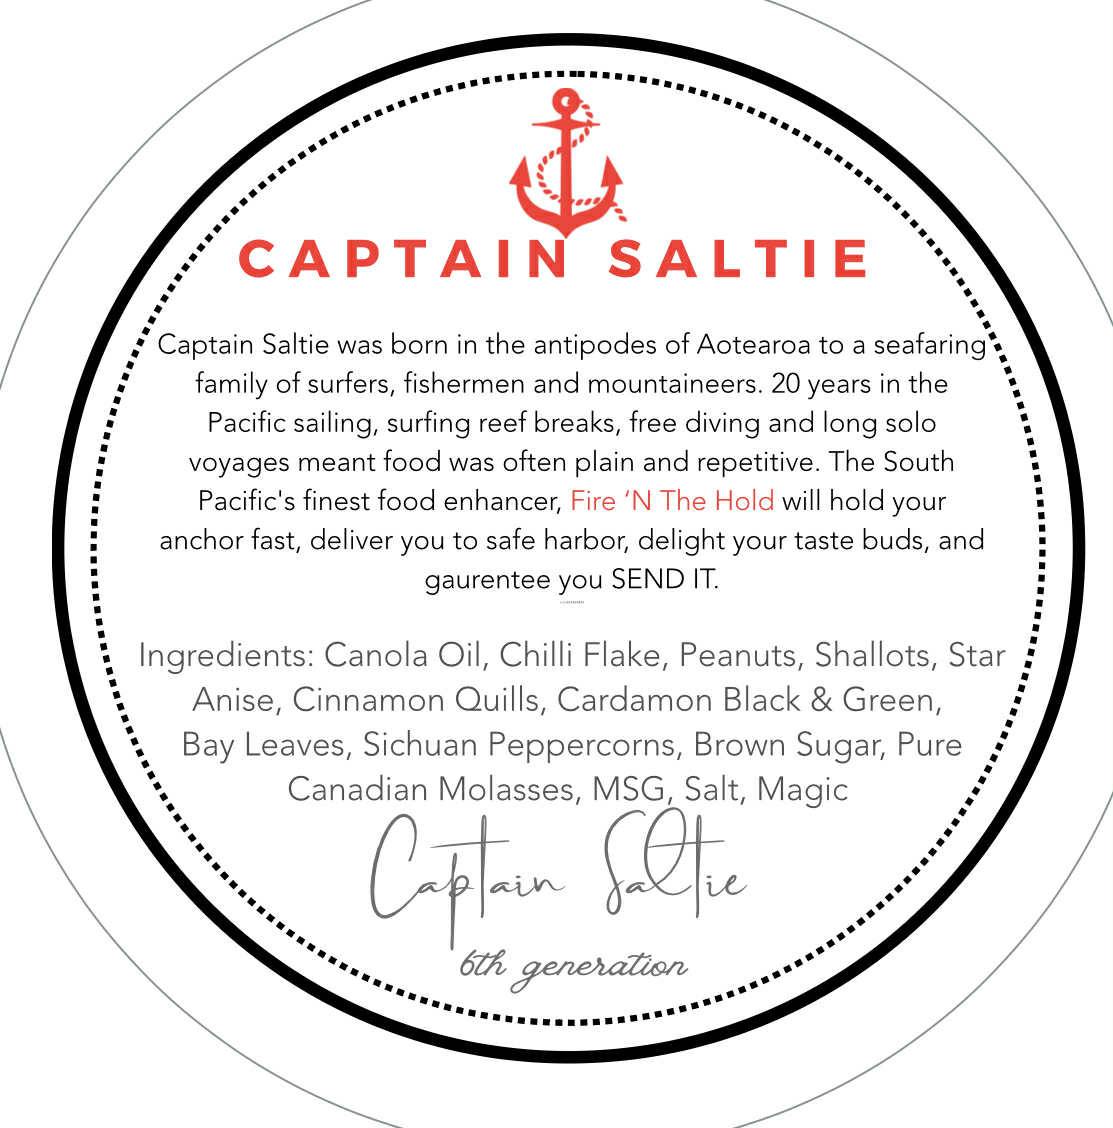 CAPTAIN SALTIE
Captain Saltie was born in the antipodes of Aotearoa to a seafaring
family of surfers, fishermen and mountaineers. 20 years in the
Pacific sailing, surfing reef breaks, free diving and long solo
voyages meant food was often plain and repetitive. The South
Pacific's finest food enhancer, Fire ‘N The Hold will hold your
anchor fast, deliver you to safe harbor, delight your taste buds, and
gaurentee you SEND IT.
Ingredients: Canola Oil, Chilli Flake, Peanuts, Shallots, Star
Anise, Cinnamon Quills, Cardamon Black & Green,
Bay Leaves, Sichuan Peppercorns, Brown Sugar, Pure
Canadian Molasses, MSG, Salt, Magic
Captain Saltie
6th generation